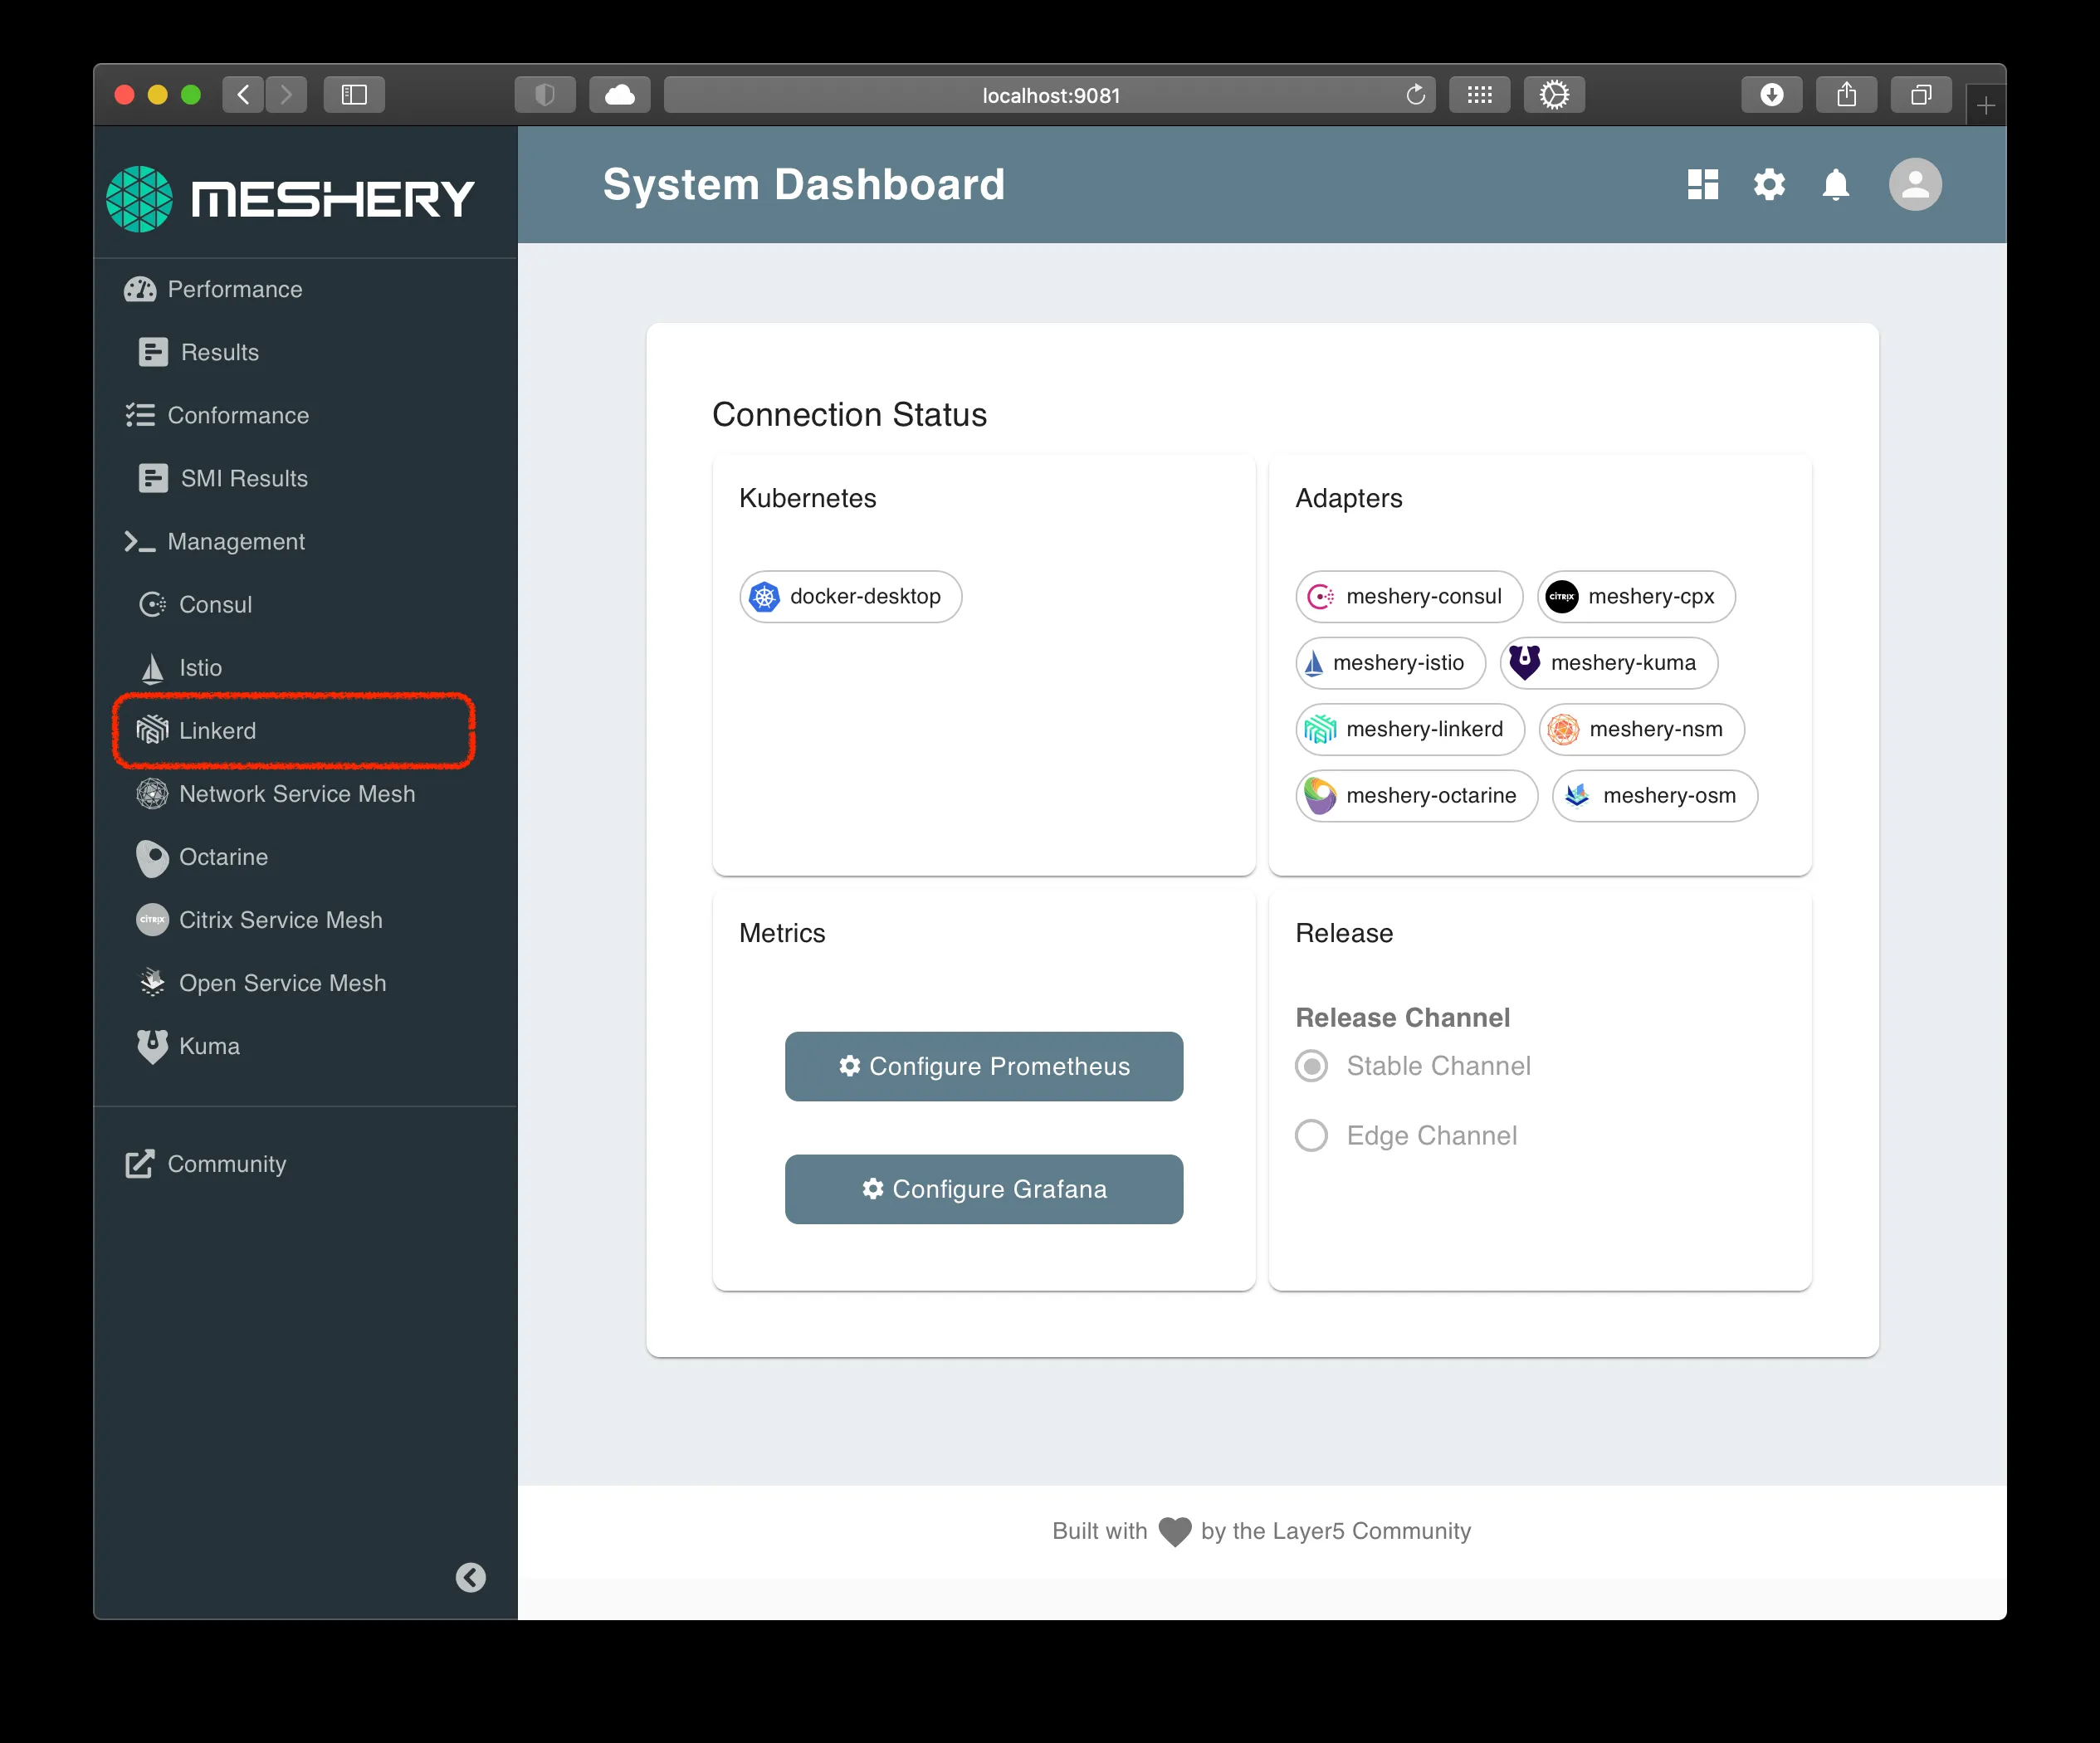 localhost:9081
MESHERY
System Dashboard
Performance
Results
Conformance
SMI Results
Management
Consul
Istio
Linkerd
Network Service Mesh
Octarine
CITRIX
Citrix Service Mesh
Open Service Mesh
Kuma
Community
Connection Status
Kubernetes
docker-desktop
Adapters
meshery-consul
CITRIX
meshery-cpx
meshery-istio
meshery-kuma
meshery-linkerd
meshery-nsm
meshery-octarine
meshery-osm
Metrics
Configure Prometheus
Configure Grafana
Release
Release Channel
Stable Channel
Edge Channel
Built with by the Layer5 Community